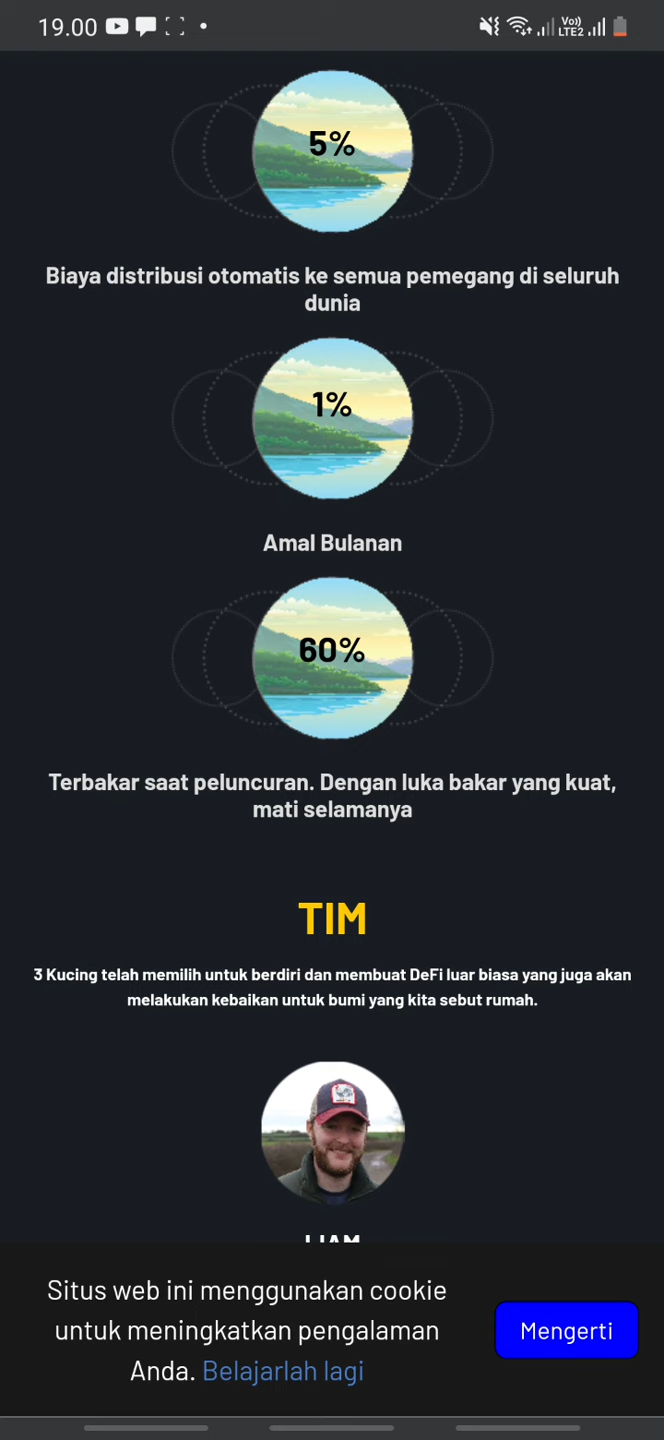 19.00
Vo))
LTE2
5%
Biaya distribusi otomatis ke semua pemegang di seluruh
dunia
1%
Amal Bulanan
60%
Terbakar saat peluncuran. Dengan luka bakar yang kuat,
mati selamanya
TIM
3 Kucing telah memilih untuk berdiri dan membuat DeFi luar biasa yang juga akan
melakukan kebaikan untuk bumi yang kita sebut rumah.
LIAM
Situs web ini menggunakan cookie
untuk meningkatkan pengalaman
Anda. Belajarlah lagi
Mengerti